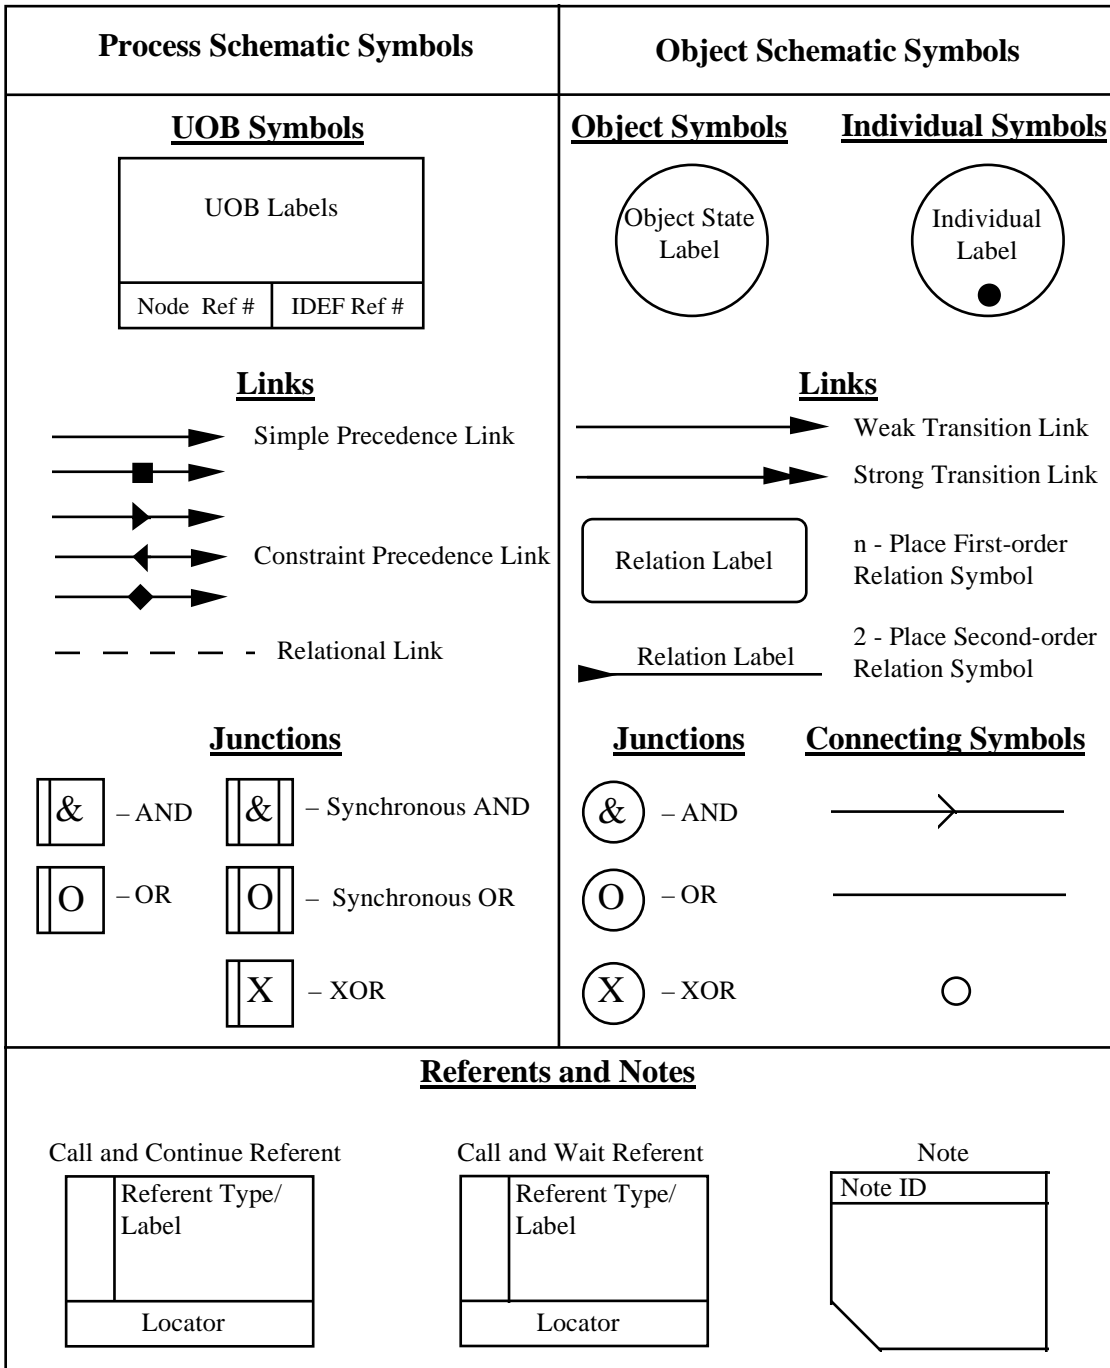 Process Schematic Symbols
Object Schematic Symbols
UOB Symbols
UOB Labels
Node Ref #
IDEF Ref #
Links
Simple Precedence Link
Constraint Precedence Link
Relational Link
Junctions
& – AND
& – Synchronous AND
O – OR
O – Synchronous OR
X – XOR
Object Symbols
Individual Symbols
Object State
Label
Individual
Label
Links
Weak Transition Link
Strong Transition Link
Relation Label
n - Place First-order
Relation Symbol
Relation Label
2 - Place Second-order
Relation Symbol
Junctions
Connecting Symbols
& – AND
O – OR
X – XOR
Referents and Notes
Call and Continue Referent
Referent Type/
Label
Locator
Call and Wait Referent
Referent Type/
Label
Locator
Note
Note ID